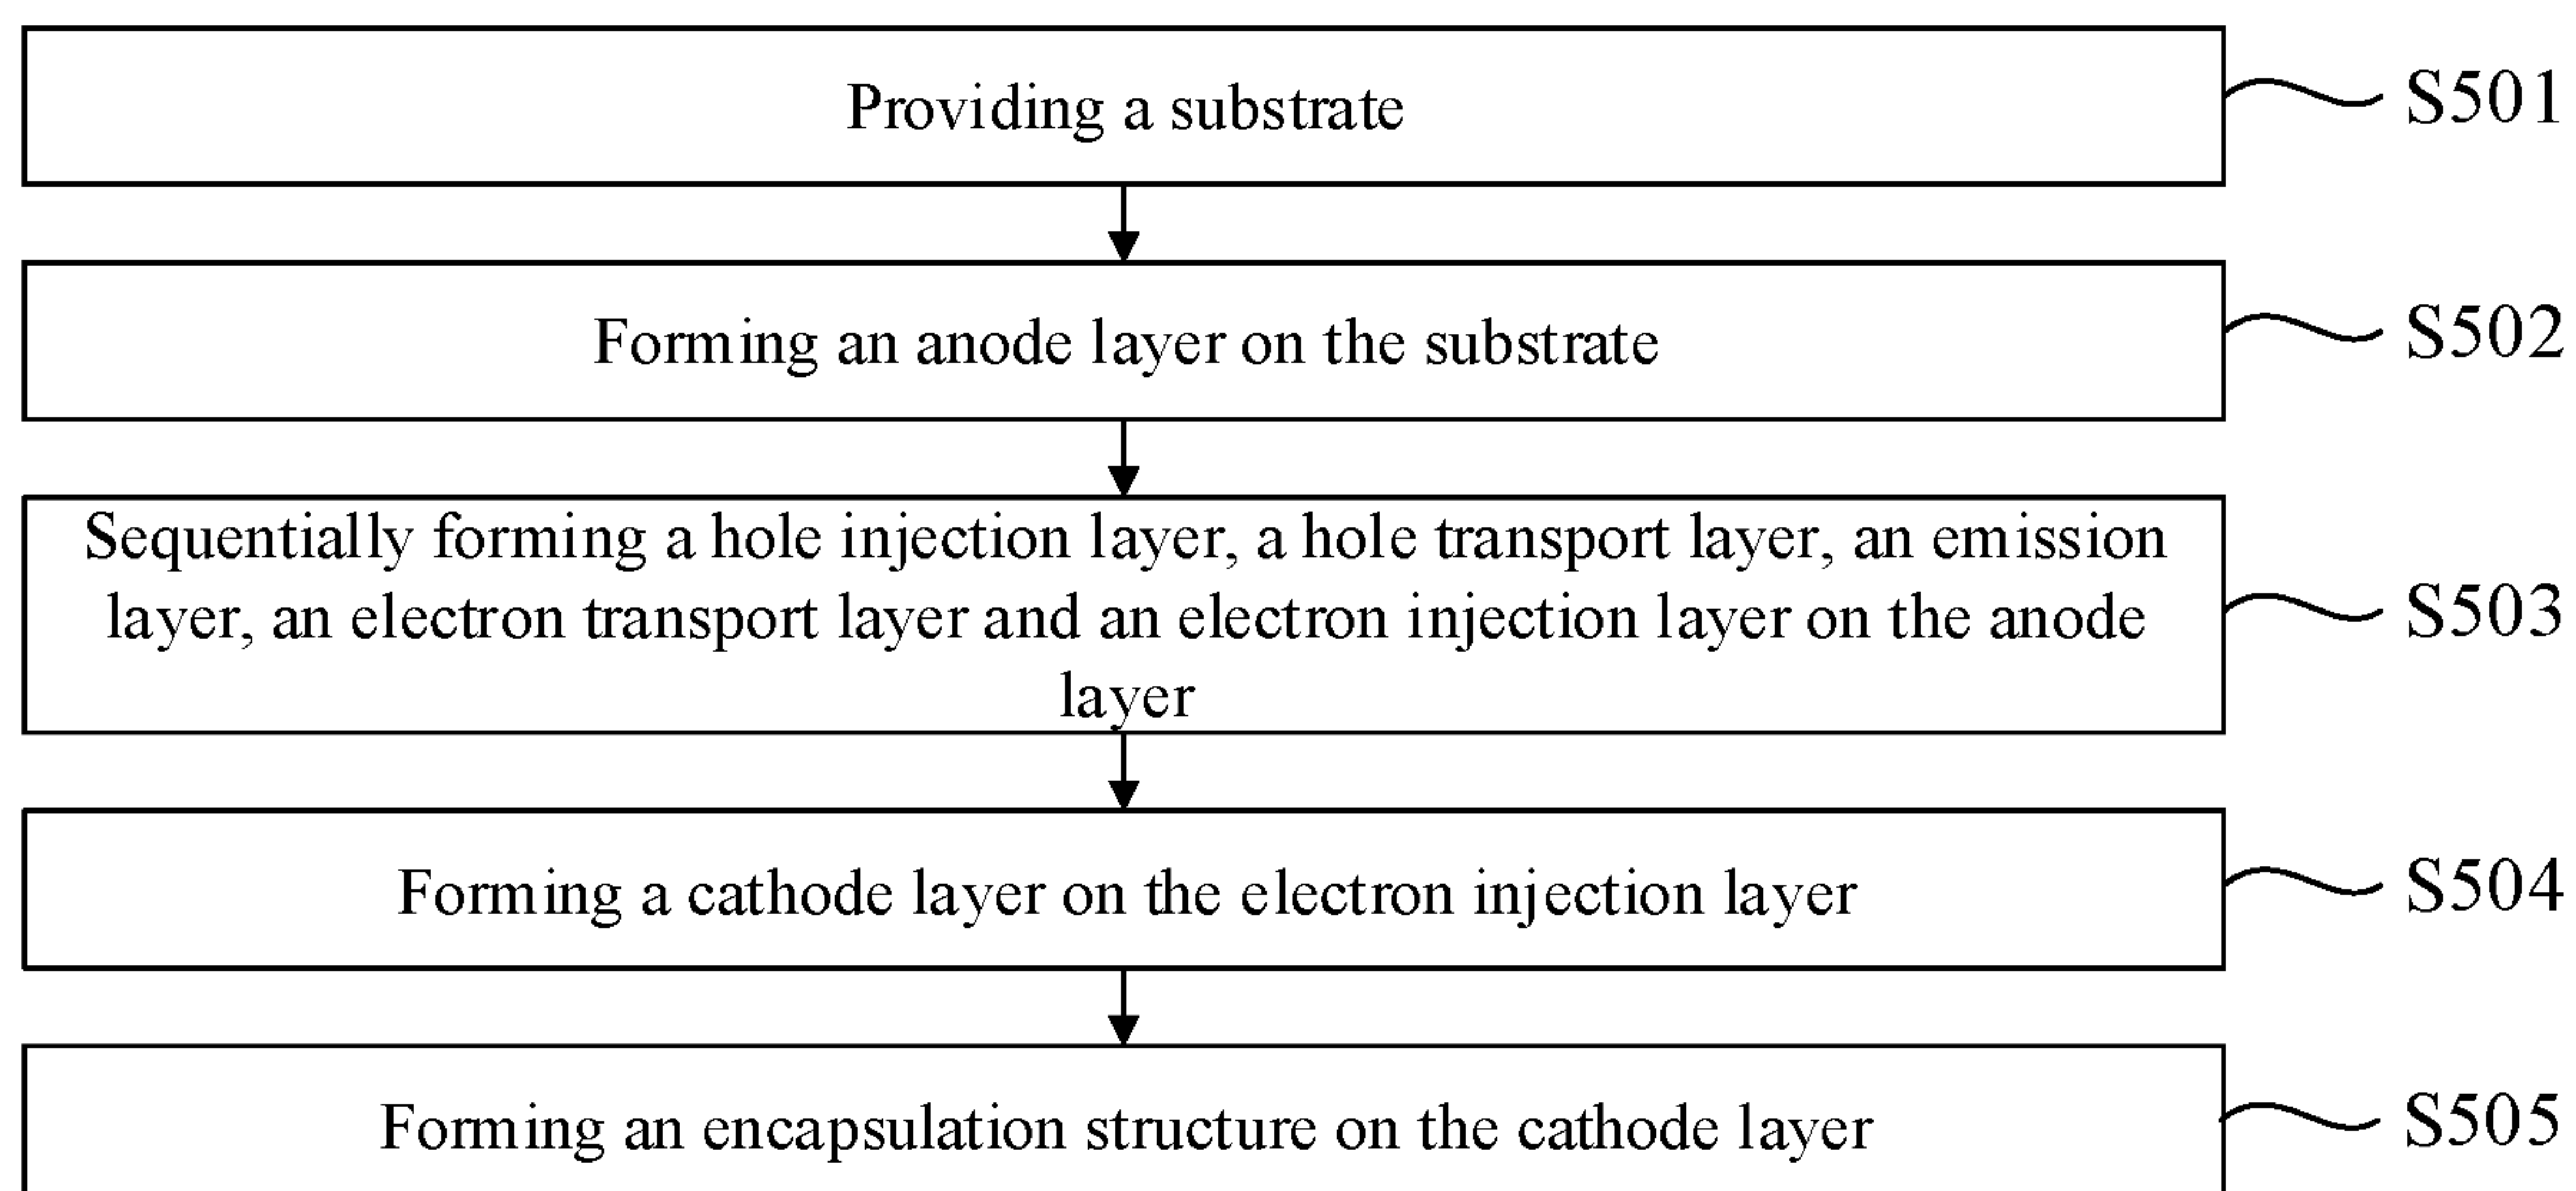 Providing a substrate
S501
Forming an anode layer on the substrate
S502
Sequentially forming a hole injection layer, a hole transport layer, an emission
layer, an electron transport layer and an electron injection layer on the anode
layer
S503
Forming a cathode layer on the electron injection layer
S504
Forming an encapsulation structure on the cathode layer
S505